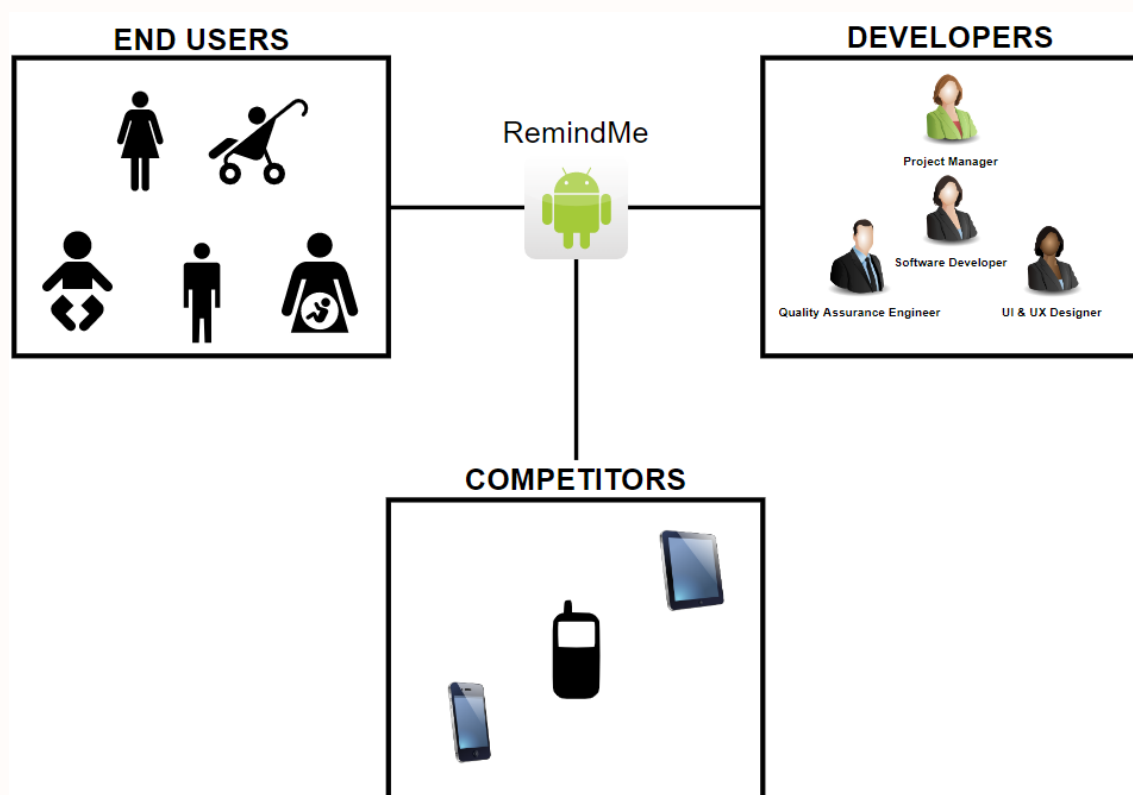 END USERS
DEVELOPERS
RemindMe
Project Manager
Software Developer
Quality Assurance Engineer
UI & UX Designer
COMPETITORS